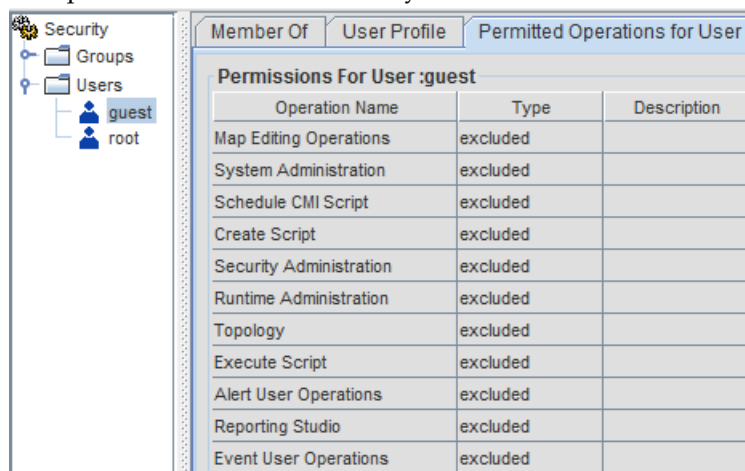 Security
Groups
Users
guest
root
Member Of User Profile Permitted Operations for User
Permissions For User :guest
Operation Name Type Description
Map Editing Operations excluded
System Administration excluded
Schedule CMI Script excluded
Create Script excluded
Security Administration excluded
Runtime Administration excluded
Topology excluded
Execute Script excluded
Alert User Operations excluded
Reporting Studio excluded
Event User Operations excluded